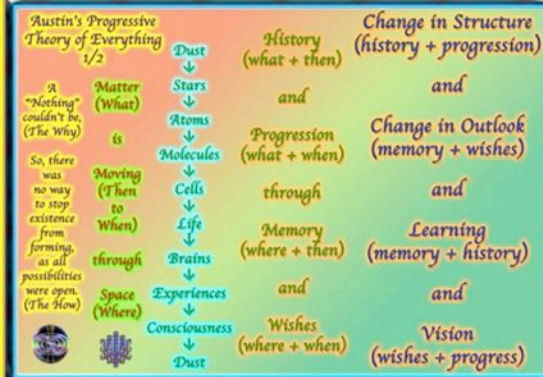 Austin's Progressive
Theory of Everything
1/2
A
"Nothing"
couldn't be,
(The Why)
So, there
was
no way
to stop
existence
from
forming,
as all
possibilities
were open.
(The How)
Matter
(What)
is
Moving
(Then
to
When)
through
Space
(Where)
Dust
↓
Stars
↓
Atoms
↓
Molecules
↓
Cells
↓
Life
↓
Brains
↓
Experiences
↓
Consciousness
↓
Dust
History
(what + then)
and
Progression
(what + when)
through
Memory
(where + then)
and
Wishes
(where + when)
Change in Structure
(history + progression)
and
Change in Outlook
(memory + wishes)
and
Learning
(memory + history)
and
Vision
(wishes + progress)